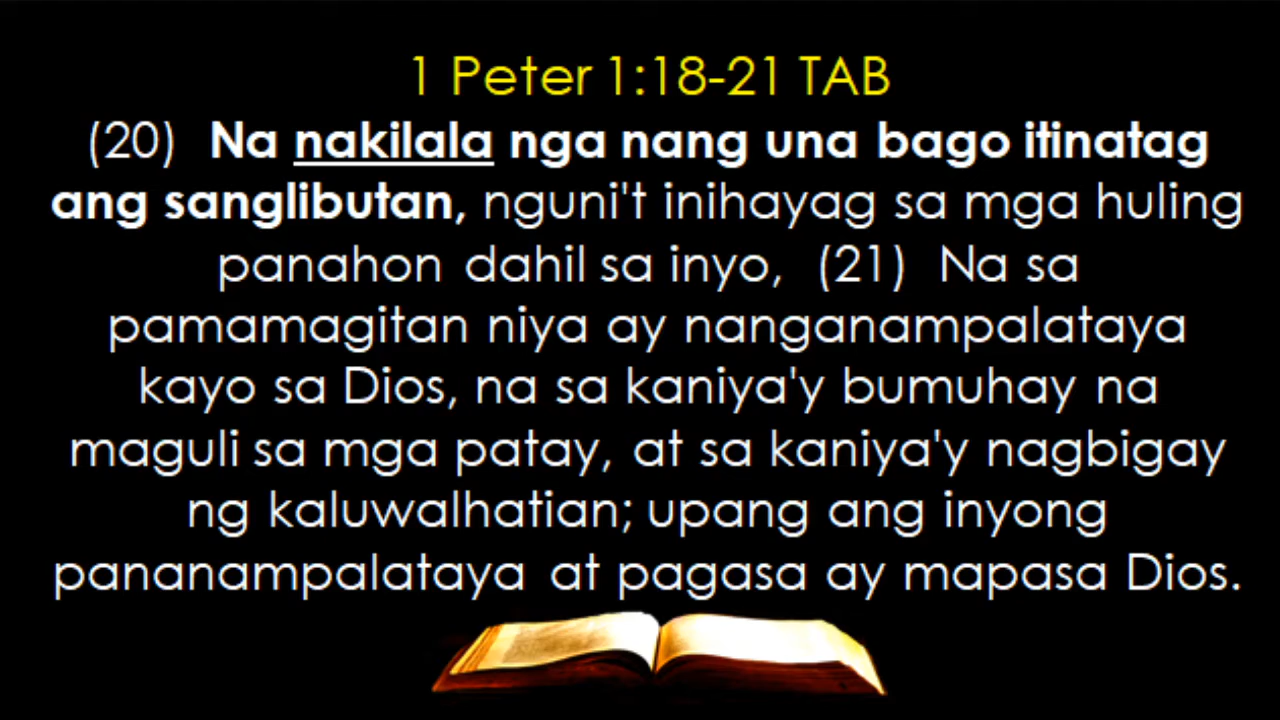 1 Peter 1:18-21 TAB
(20) Na nakilala nga nang una bago itinatag
ang sanglibutan, nguni't inihayag sa mga huling
panahon dahil sa inyo, (21) Na sa
pamamagitan niya ay nanganampalataya
kayo sa Dios, na sa kaniya'y bumuhay na
maguli sa mga patay, at sa kaniya'y nagbigay
ng kaluwalhatian; upang ang inyong
pananampalataya at pagasa ay mapasa Dios.